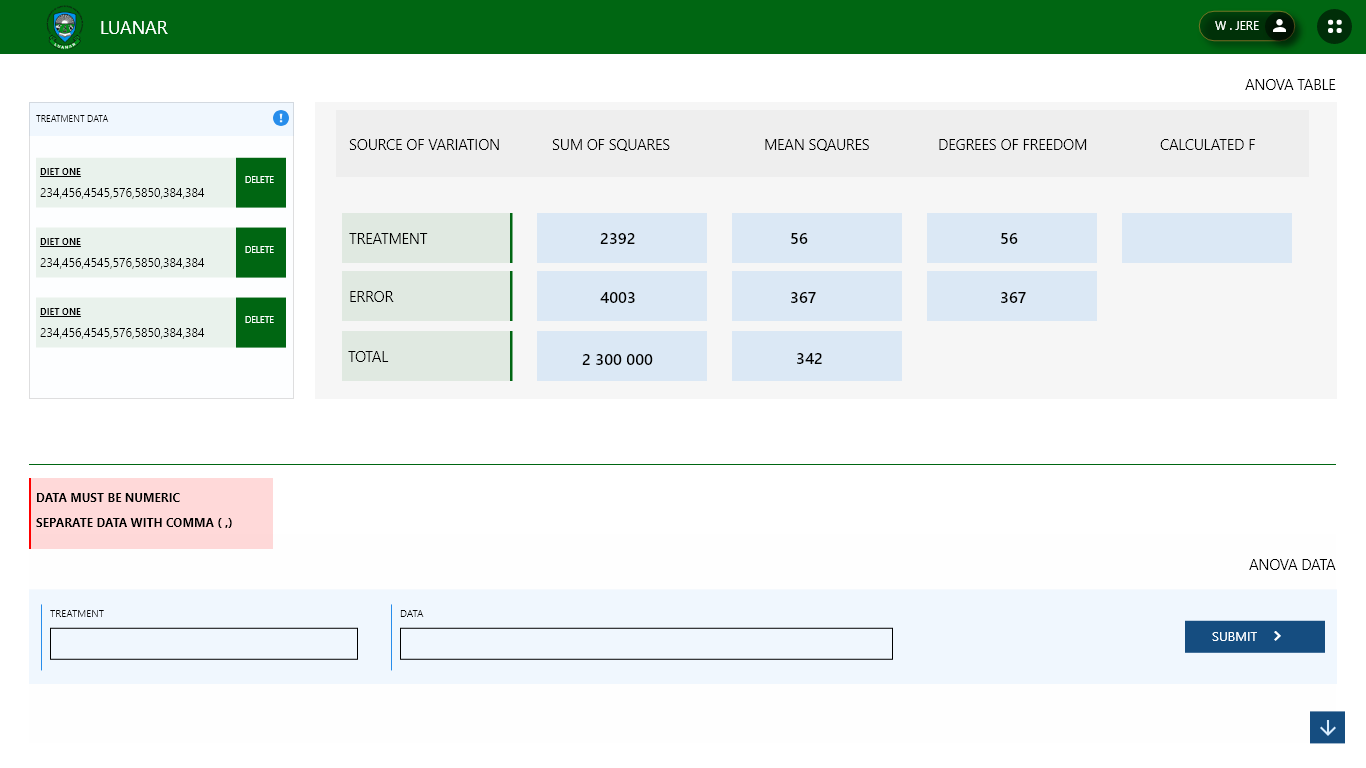 LUANAR
LUANAR
W . JERE
ANOVA TABLE
TREATMENT DATA
!
DIET ONE
234,456,4545,576,5850,384,384
DELETE
DIET ONE
234,456,4545,576,5850,384,384
DELETE
DIET ONE
234,456,4545,576,5850,384,384
DELETE
SOURCE OF VARIATION SUM OF SQUARES MEAN SQAURES DEGREES OF FREEDOM CALCULATED F
TREATMENT 2392 56 56
ERROR 4003 367 367
TOTAL 2 300 000 342
DATA MUST BE NUMERIC
SEPARATE DATA WITH COMMA ( ,)
ANOVA DATA
TREATMENT
DATA
SUBMIT